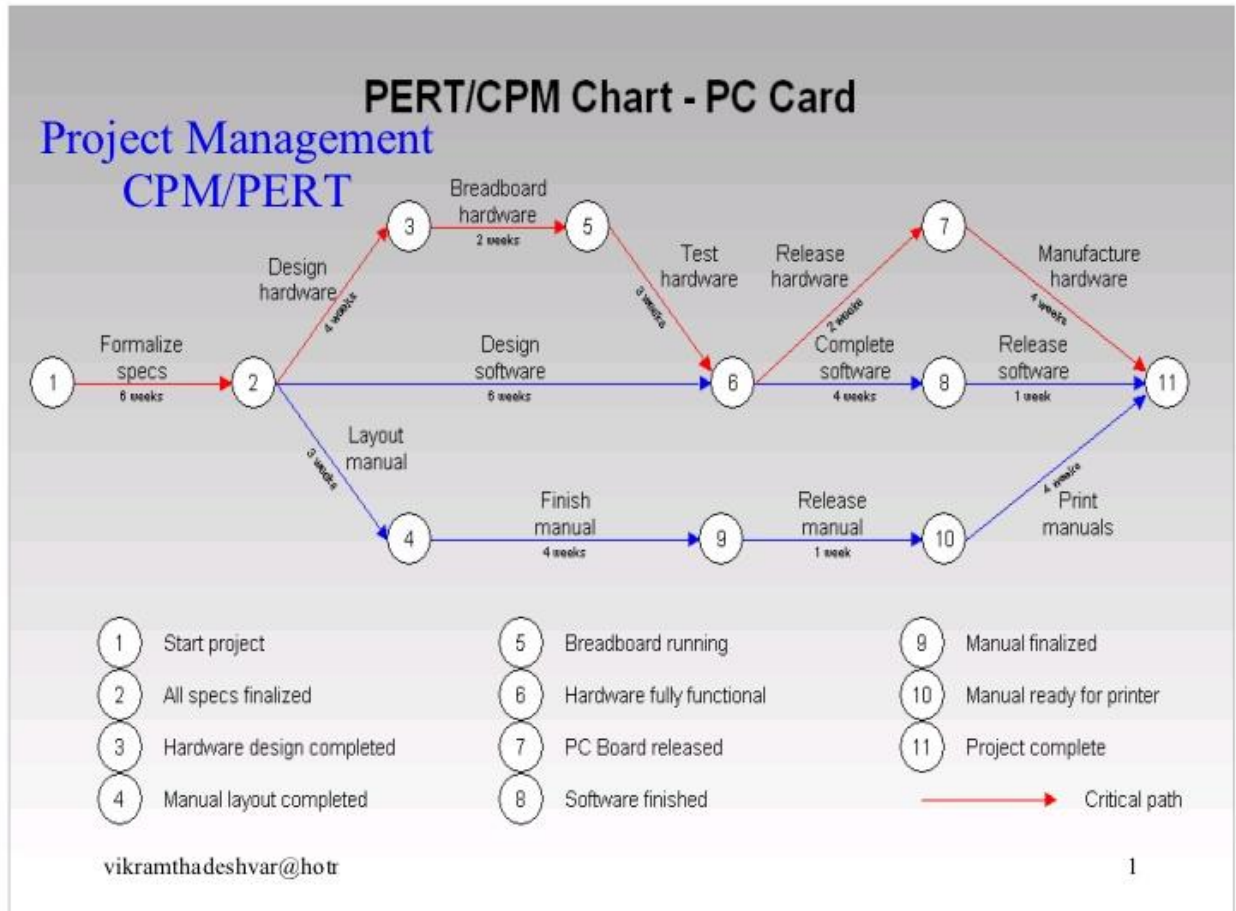 PERT/CPM Chart - PC Card
Project Management
CPM/PERT
Breadboard
hardware
2 weeks
3
5
7
Design
hardware
4 weeks
Test
hardware
3 weeks
Release
hardware
2 weeks
Manufacture
hardware
4 weeks
Formalize
specs
6 weeks
1
2
Design
software
6 weeks
6
Complete
software
4 weeks
8
Release
software
1 week
11
Layout
manual
3 weeks
4
Finish
manual
4 weeks
9
Release
manual
1 week
10
4 weeks
Print
manuals
1 Start project
2 All specs finalized
3 Hardware design completed
4 Manual layout completed
5 Breadboard running
6 Hardware fully functional
7 PC Board released
8 Software finished
9 Manual finalized
10 Manual ready for printer
11 Project complete
Critical path
vikramthadeshvar@hotr
1